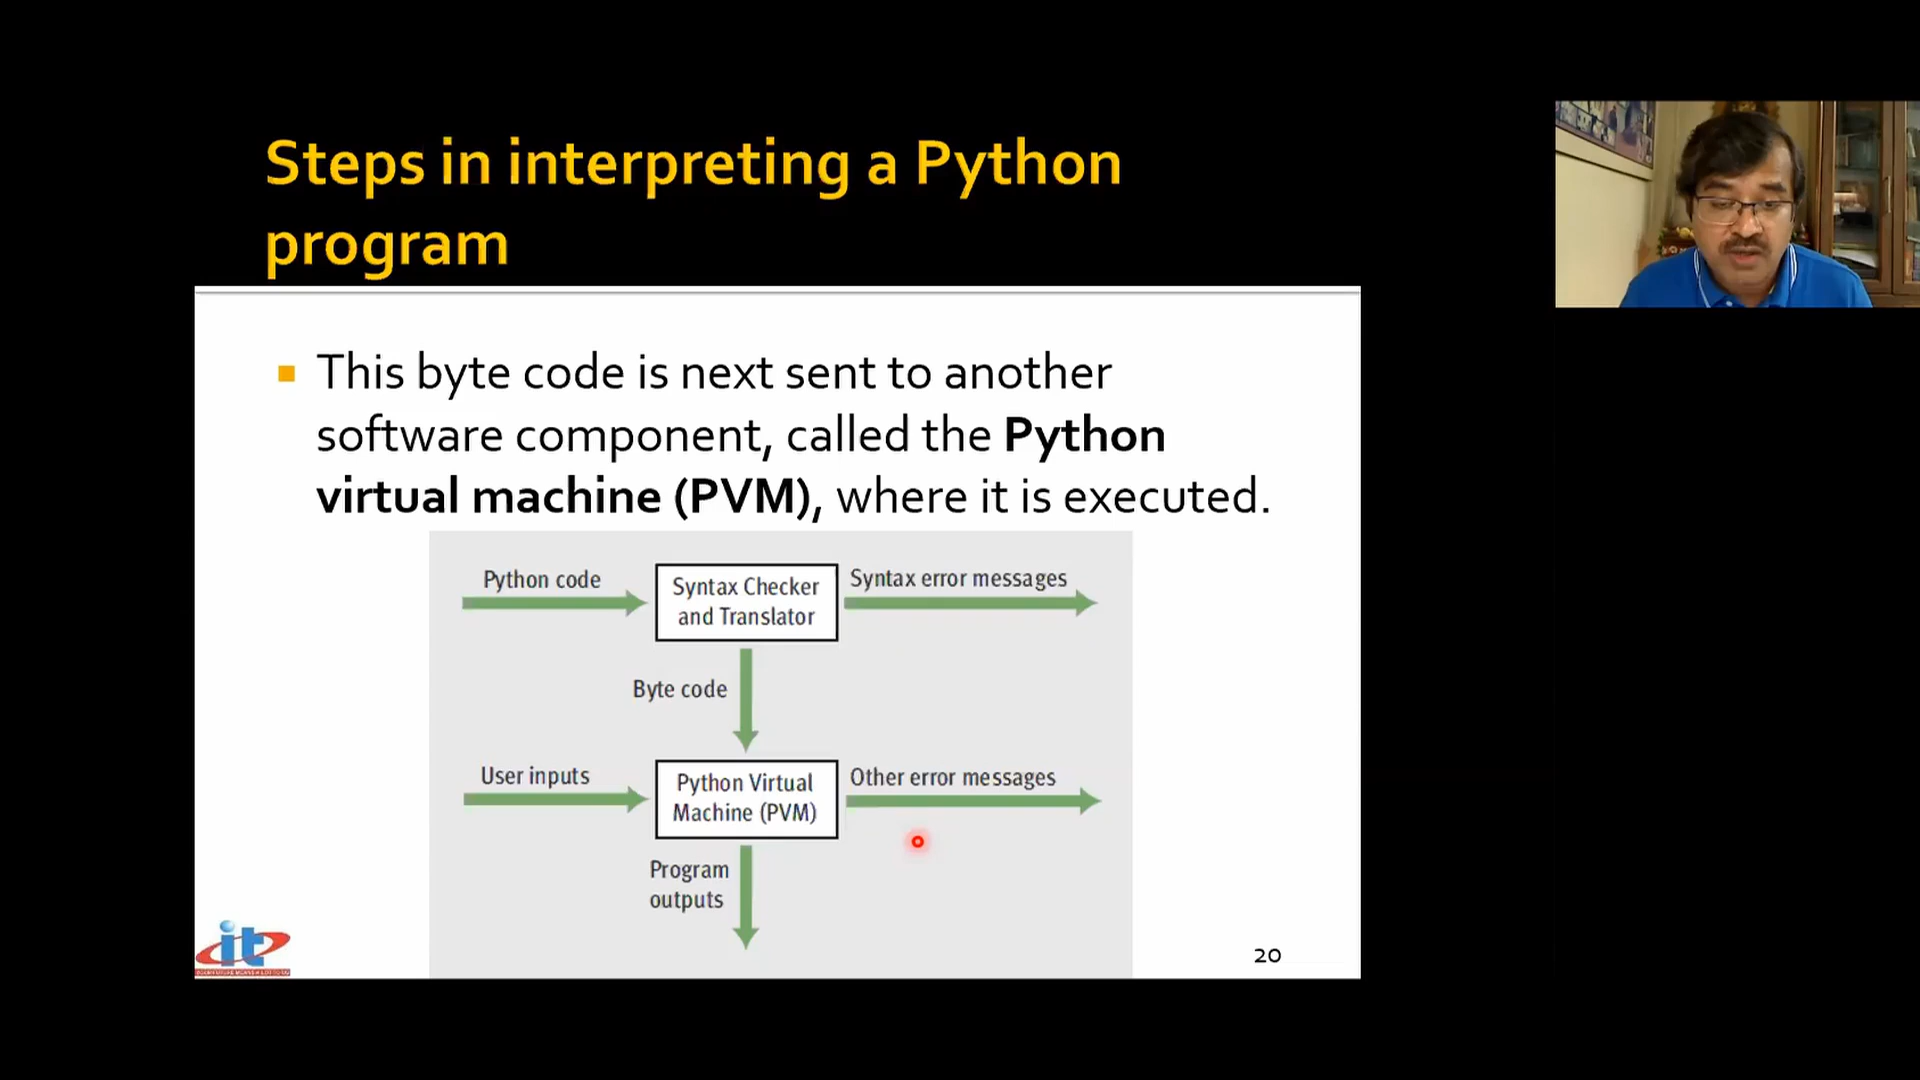 Steps in interpreting a Python
program
This byte code is next sent to another
software component, called the Python
virtual machine (PVM), where it is executed.
Python code
Syntax Checker
and Translator
Syntax error messages
Byte code
User inputs
Python Virtual
Machine (PVM)
Other error messages
Program
outputs
it
20